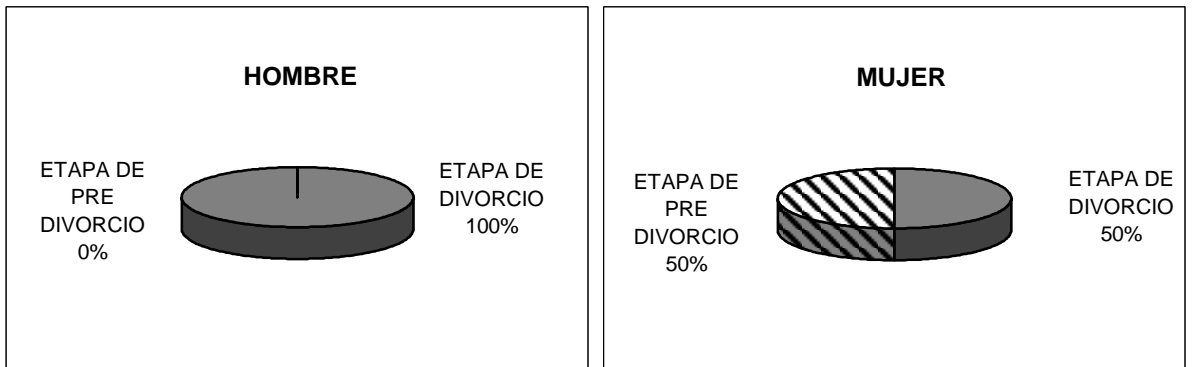 HOMBRE
ETAPA DE
PRE
DIVORCIO
0%
ETAPA DE
DIVORCIO
100%
MUJER
ETAPA DE
PRE
DIVORCIO
50%
ETAPA DE
DIVORCIO
50%